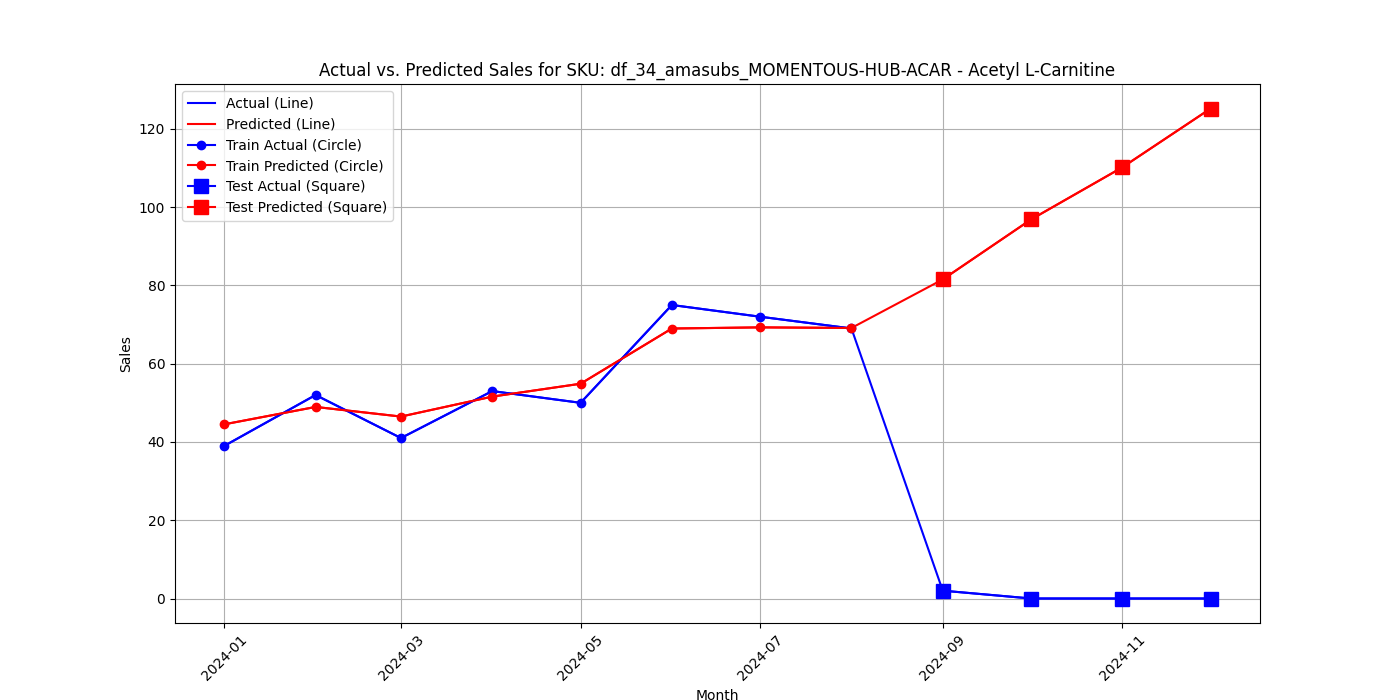 Actual vs. Predicted Sales for SKU: df_34_amasubs_MOMENTOUS-HUB-ACAR - Acetyl L-Carnitine
Actual (Line)
Predicted (Line)
Train Actual (Circle)
Train Predicted (Circle)
Test Actual (Square)
Test Predicted (Square)
120
100
80
60
40
20
0
Sales
2024-01
2024-03
2024-05
2024-07
2024-09
2024-11
Month